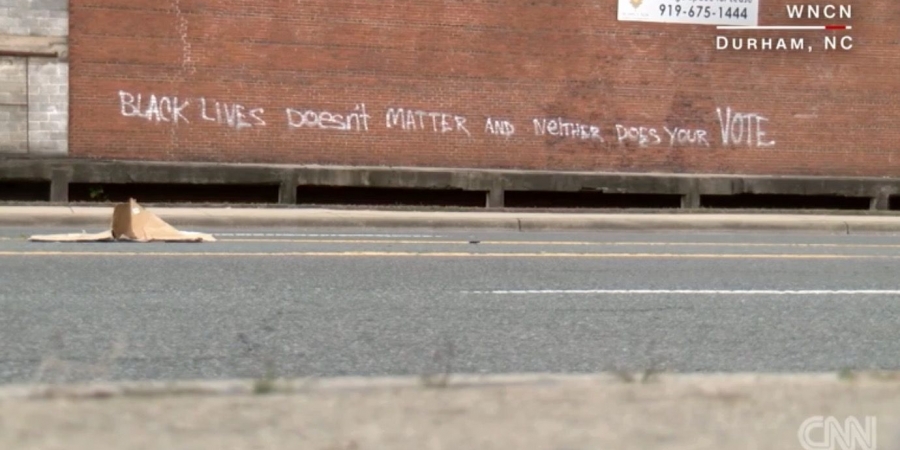 919-675-1444
WNCN
DURHAM, NC
BLACK LIVES Doesn't MATTER AND NEITHER DOES YOUR VOTE.
CNN